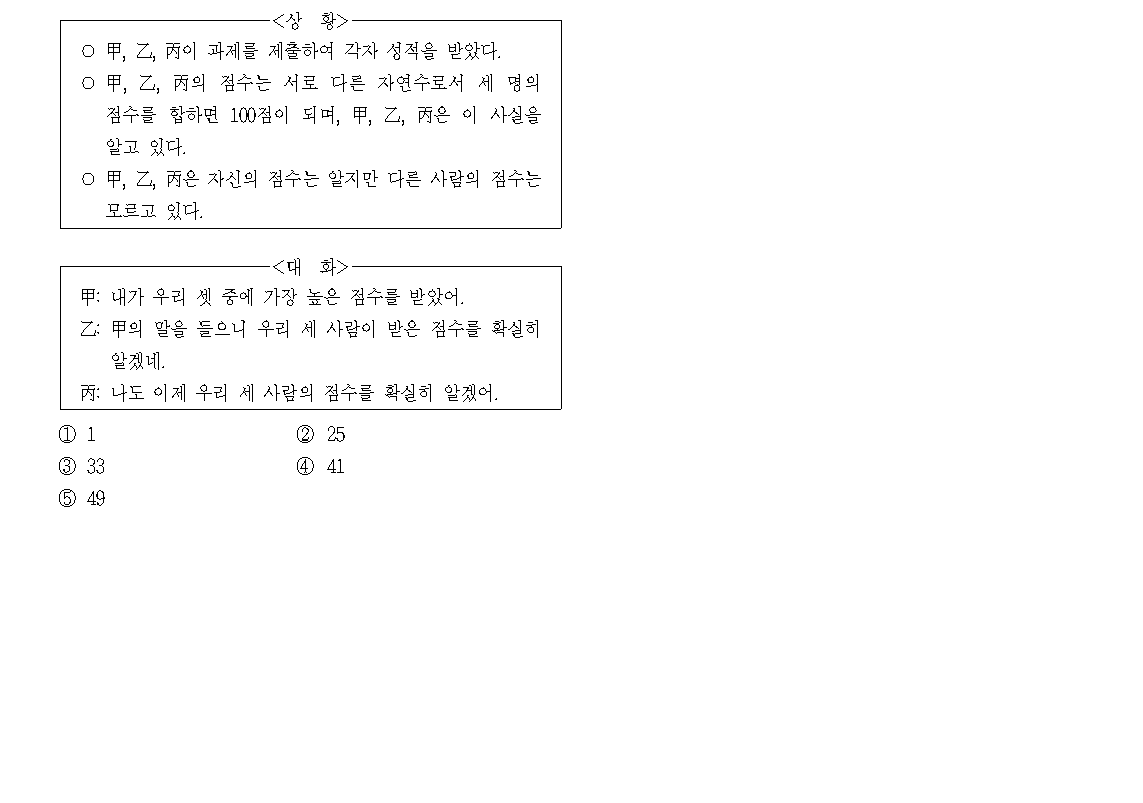 <상 황>
○ 甲, 乙, 丙이 과제를 제출하여 각자 성적을 받았다.
○ 甲, 乙, 丙의 점수는 서로 다른 자연수로서 세 명의
점수를 합하면 100점이 되며, 甲, 乙, 丙은 이 사실을
알고 있다.
○ 甲, 乙, 丙은 자신의 점수는 알지만 다른 사람의 점수는
모르고 있다.
<대 화>
甲: 내가 우리 셋 중에 가장 높은 점수를 받았어.
乙: 甲의 말을 들으니 우리 세 사람이 받은 점수를 확실히
알겠네.
丙: 나도 이제 우리 세 사람의 점수를 확실히 알겠어.
① 1 ② 25
③ 33 ④ 41
⑤ 49